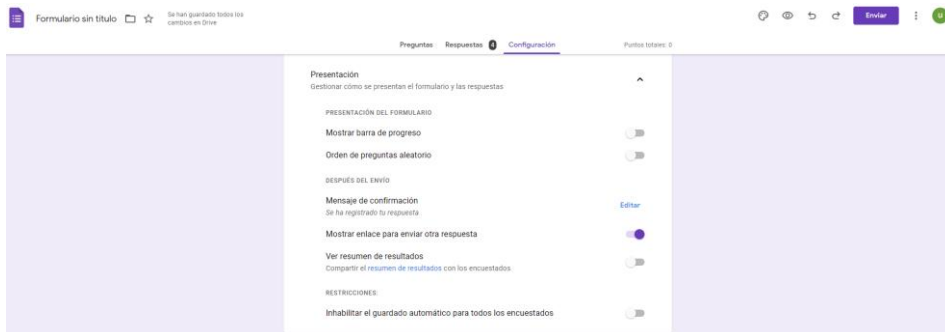 Formulario sin título
Se han guardado todos los
cambios en Drive
Enviar
U
Preguntas Respuestas 4 Configuración Puntos totales: 0
Presentación
Gestionar cómo se presentan el formulario y las respuestas
PRESENTACIÓN DEL FORMULARIO
Mostrar barra de progreso
Orden de preguntas aleatorio
DESPUÉS DEL ENVÍO
Mensaje de confirmación
Editar
Se ha registrado tu respuesta
Mostrar enlace para enviar otra respuesta
Ver resumen de resultados
Compartir el resumen de resultados con los encuestados.
RESTRICCIONES:
Inhabilitar el guardado automático para todos los encuestados